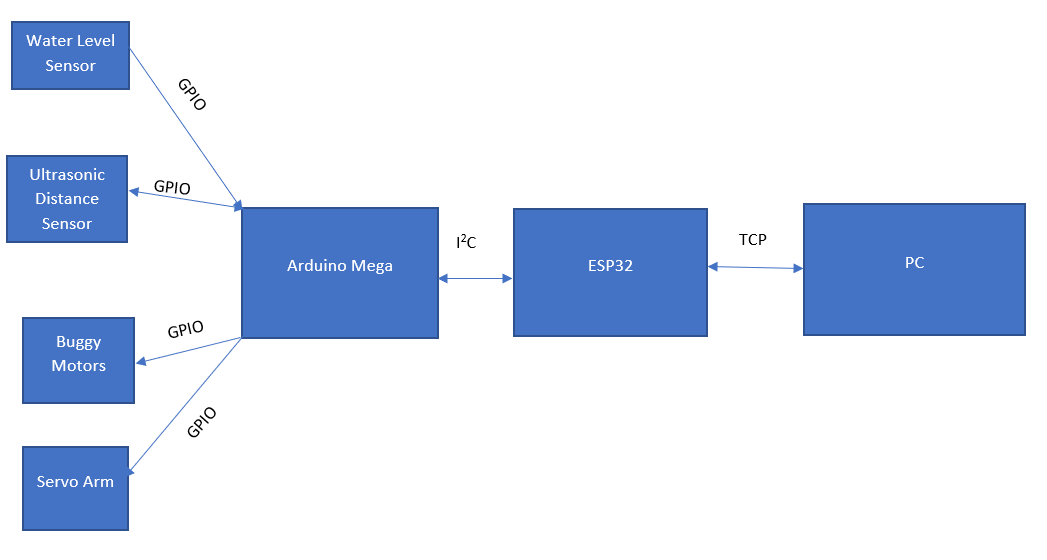 Water Level
Sensor
GPIO
Ultrasonic
Distance
Sensor
GPIO
Arduino Mega
I²C
ESP32
TCP
PC
Buggy
Motors
GPIO
GPIO
Servo Arm